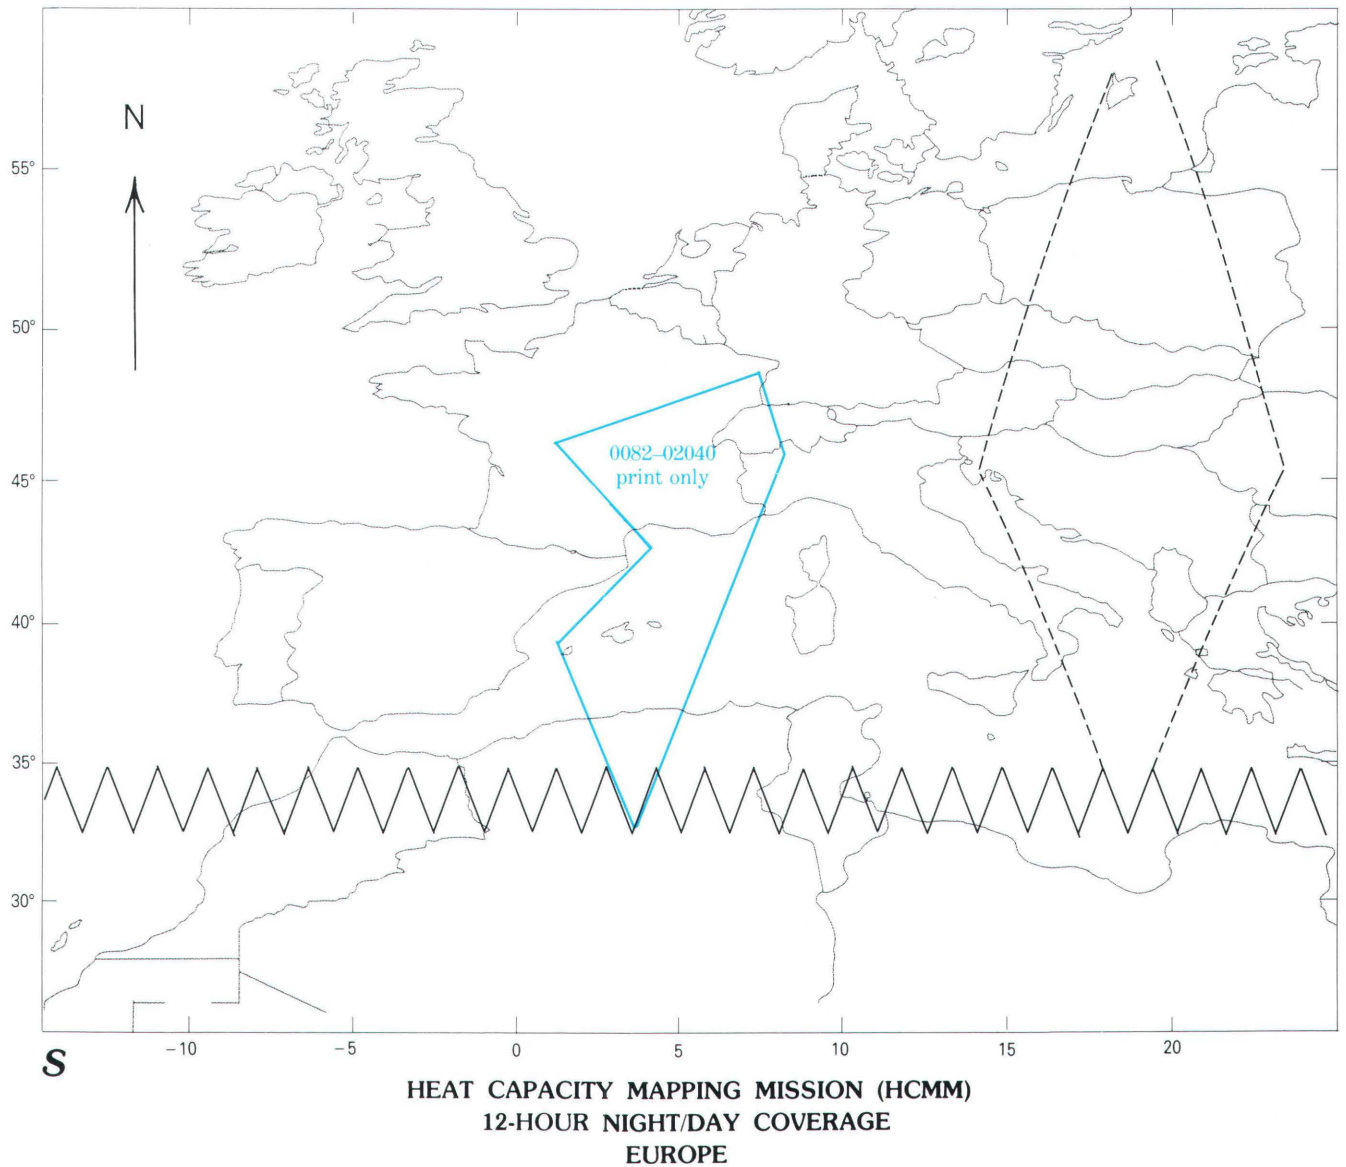 N
55°
50°
45°
40°
35°
30°
0082–02040
print only
−10
−5
0
5
10
15
20
S
HEAT CAPACITY MAPPING MISSION (HCMM)
12-HOUR NIGHT/DAY COVERAGE
EUROPE